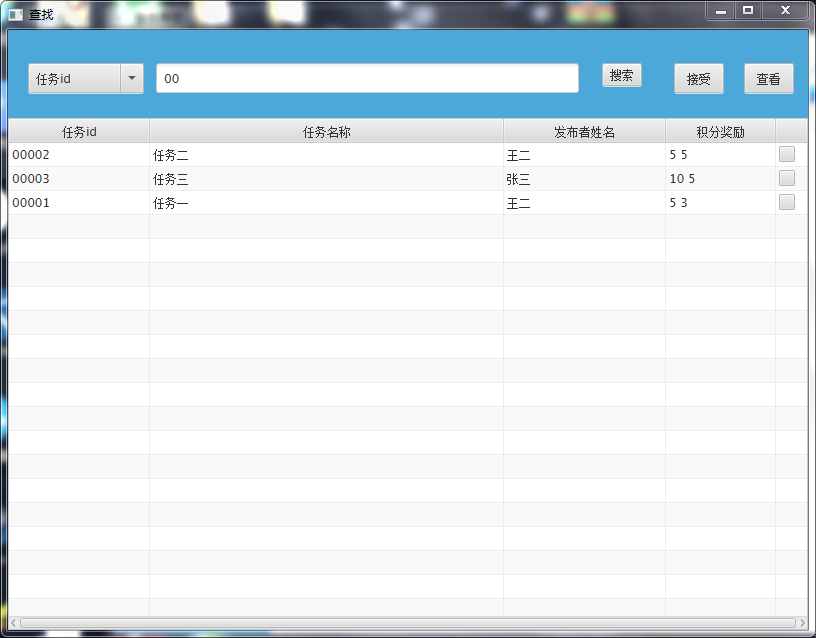 查找
任务id 00 搜索 接受 查看
任务id 任务名称 发布者姓名 积分奖励
00002 任务二 王二 5 5
00003 任务三 张三 10 5
00001 任务一 王二 5 3